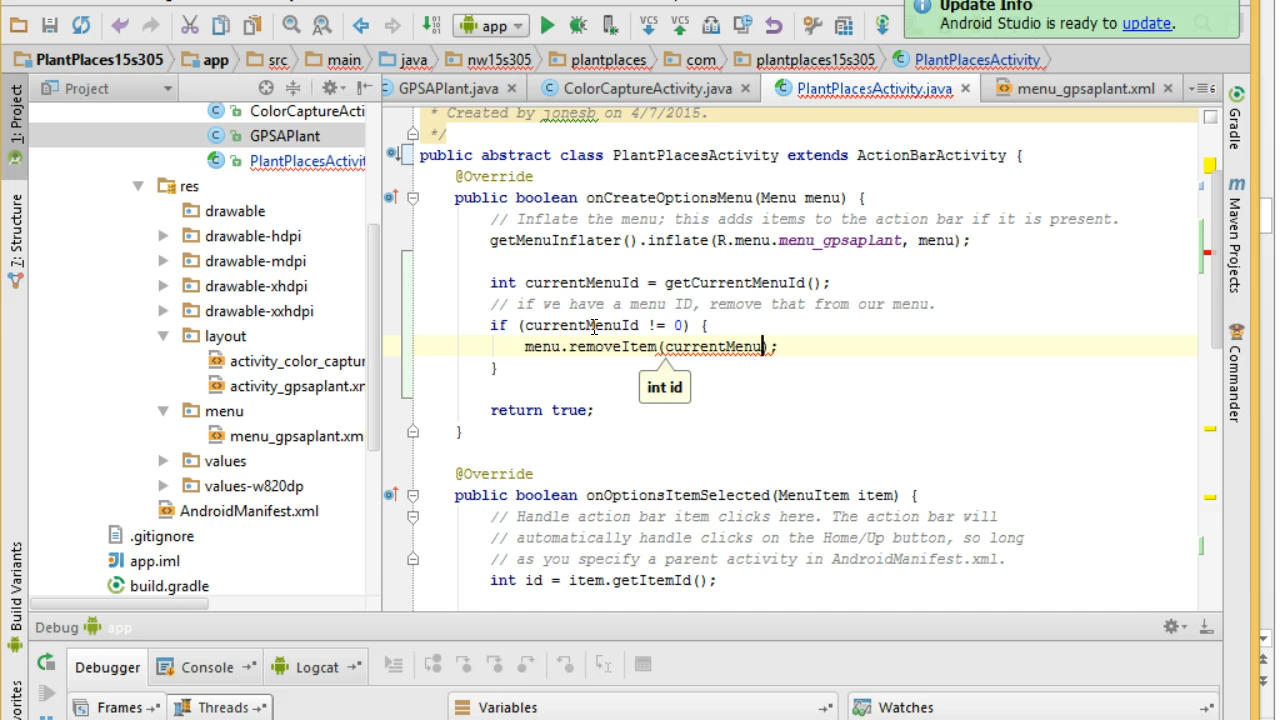 Update Info
Android Studio is ready to update.
app
PlantPlaces15s305 app src main java nw15s305 plantplaces com plantplaces15s305 PlantPlacesActivity
Project
GPSAPlant.java ColorCaptureActivity.java PlantPlacesActivity.java menu_gpsaplant.xml 6
ColorCaptureActi
GPSAPlant
PlantPlacesActivit
res
drawable
drawable-hdpi
drawable-mdpi
drawable-xhdpi
drawable-xxhdpi
layout
activity_color_captur
activity_gpsaplant.xn
menu
menu_gpsaplant.xm
values
values-w820dp
AndroidManifest.xml
.gitignore
app.iml
build.gradle
* Created by jonesb on 4/7/2015.
*/
public abstract class PlantPlacesActivity extends ActionBarActivity {
@Override
public boolean onCreateOptionsMenu(Menu menu) {
// Inflate the menu; this adds items to the action bar if it is present.
getMenuInflater().inflate(R.menu.menu_gpsaplant, menu);
int currentMenuId = getCurrentMenuId();
// if we have a menu ID, remove that from our menu.
if (currentMenuId != 0) {
menu.removeItem(currentMenu);
}
int id
return true;
}
@Override
public boolean onOptionsItemSelected(MenuItem item) {
// Handle action bar item clicks here. The action bar will
// automatically handle clicks on the Home/Up button, so long
// as you specify a parent activity in AndroidManifest.xml.
int id = item.getItemId();
1: Project
7: Structure
Build Variants
vorites
Gradle
m Maven Projects
Commander
Debug app
Debugger Console Logcat
Frames Threads Variables Watches